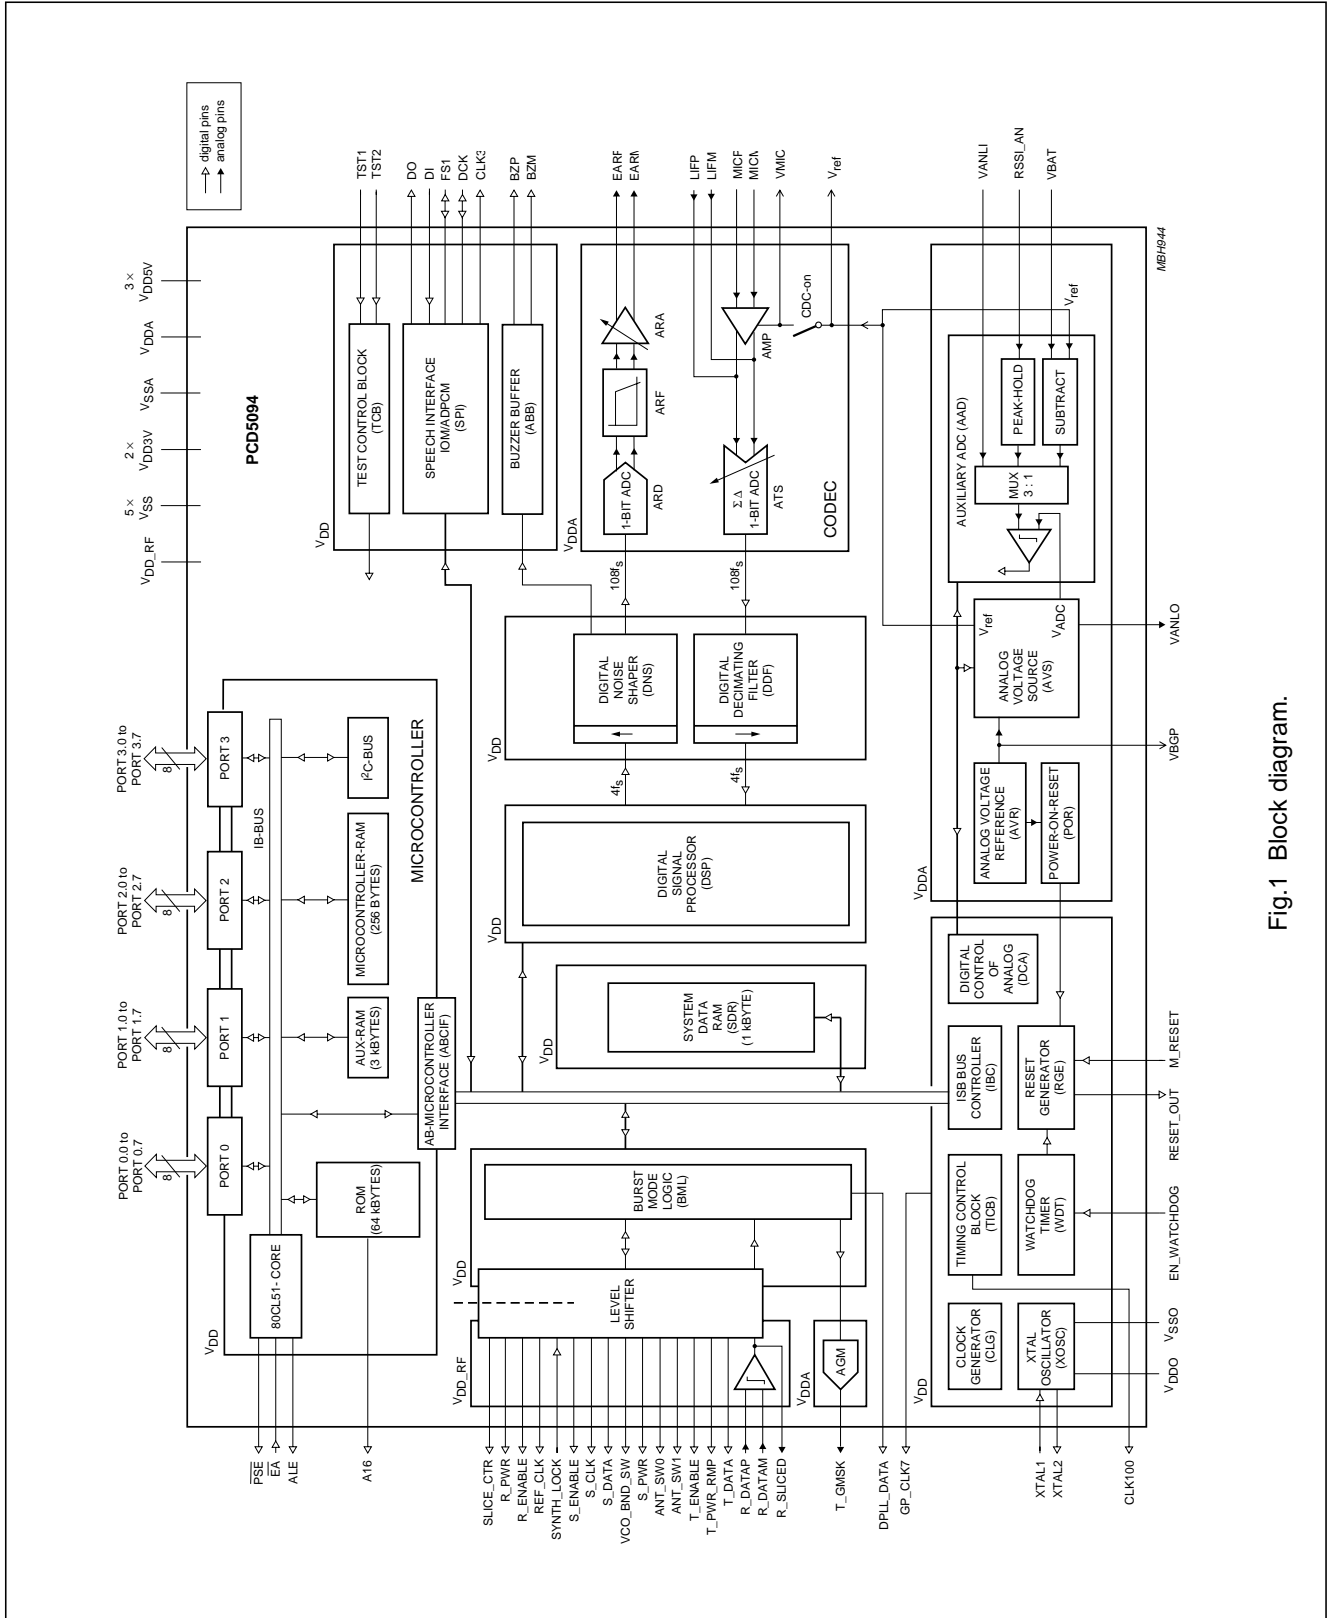 digital pins
analog pins
3 ×
VDD5V
VDDA
VSSA
2 ×
VDD3V
5 ×
VSS
VDD_RF
PCD5094
TST1
TST2
DO
DI
FS1
DCK
CLK3
BZP
BZM
VDD
TEST CONTROL BLOCK
(TCB)
SPEECH INTERFACE
IOM/ADPCM
(SPI)
BUZZER BUFFER
(ABB)
EARP
LIFP
LIFM
VMIC
Vref
VDDA
1-BIT ADC
ARD
ARF
ARA
Σ Δ
1-BIT ADC
ATS
AMP
CDC-on
CODEC
108fs
108fs
VANLI
RSSI_AN
VBAT
MBH944
AUXILIARY ADC (AAD)
MUX
3 : 1
PEAK-HOLD
SUBTRACT
Vref
Vref
VADC
ANALOG
VOLTAGE
SOURCE
(AVS)
VANLO
VBGP
VDDA
ANALOG VOLTAGE
REFERENCE
(AVR)
POWER-ON-RESET
(POR)
VDD
DIGITAL
NOISE
SHAPER
(DNS)
DIGITAL
DECIMATING
FILTER
(DDF)
4fs
4fs
VDD
DIGITAL
SIGNAL
PROCESSOR
(DSP)
VDD
SYSTEM
DATA
RAM
(SDR)
(1 kBYTE)
PORT 3.0 to
PORT 3.7
8
PORT 3
PORT 2.0 to
PORT 2.7
8
PORT 2
PORT 1.0 to
PORT 1.7
8
PORT 1
PORT 0.0 to
PORT 0.7
8
PORT 0
IB-BUS
I2C-BUS
MICROCONTROLLER-RAM
(256 BYTES)
AUX-RAM
(3 kBYTES)
MICROCONTROLLER
AB-MICROCONTROLLER
INTERFACE (ABCIF)
ROM
(64 kBYTES)
80CL51- CORE
VDD
PSE
EA
ALE
A16
VDD
BURST
MODE
LOGIC
(BML)
LEVEL
SHIFTER
VDD_RF
VDDA
AGM
SLICE_CTR
R_PWR
R_ENABLE
REF_CLK
SYNTH_LOCK
S_ENABLE
S_CLK
S_DATA
VCO_BND_SW
S_PWR
ANT_SW0
ANT_SW1
T_ENABLE
T_PWR_RMP
T_DATA
R_DATAP
R_DATAM
R_SLICED
T_GMSK
DPLL_DATA
GP_CLK7
XTAL1
XTAL2
CLK100
VDD
DIGITAL
CONTROL
OF
ANALOG
(DCA)
ISB BUS
CONTROLLER
(IBC)
RESET
GENERATOR
(RGE)
TIMING CONTROL
BLOCK
(TICB)
WATCHDOG
TIMER
(WDT)
CLOCK
GENERATOR
(CLG)
XTAL
OSCILLATOR
(XOSC)
M_RESET
RESET_OUT
EN_WATCHDOG
VSSO
VDDO
Fig.1 Block diagram.